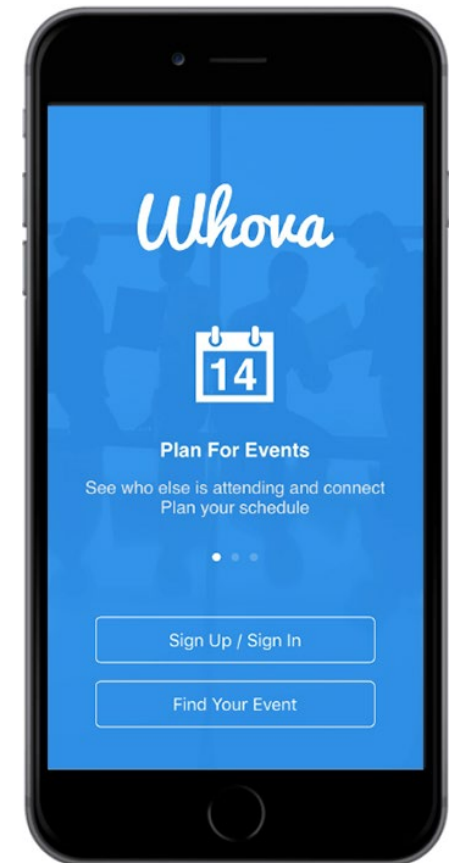 Whova
14
Plan For Events
See who else is attending and connect
Plan your schedule
Sign Up / Sign In
Find Your Event